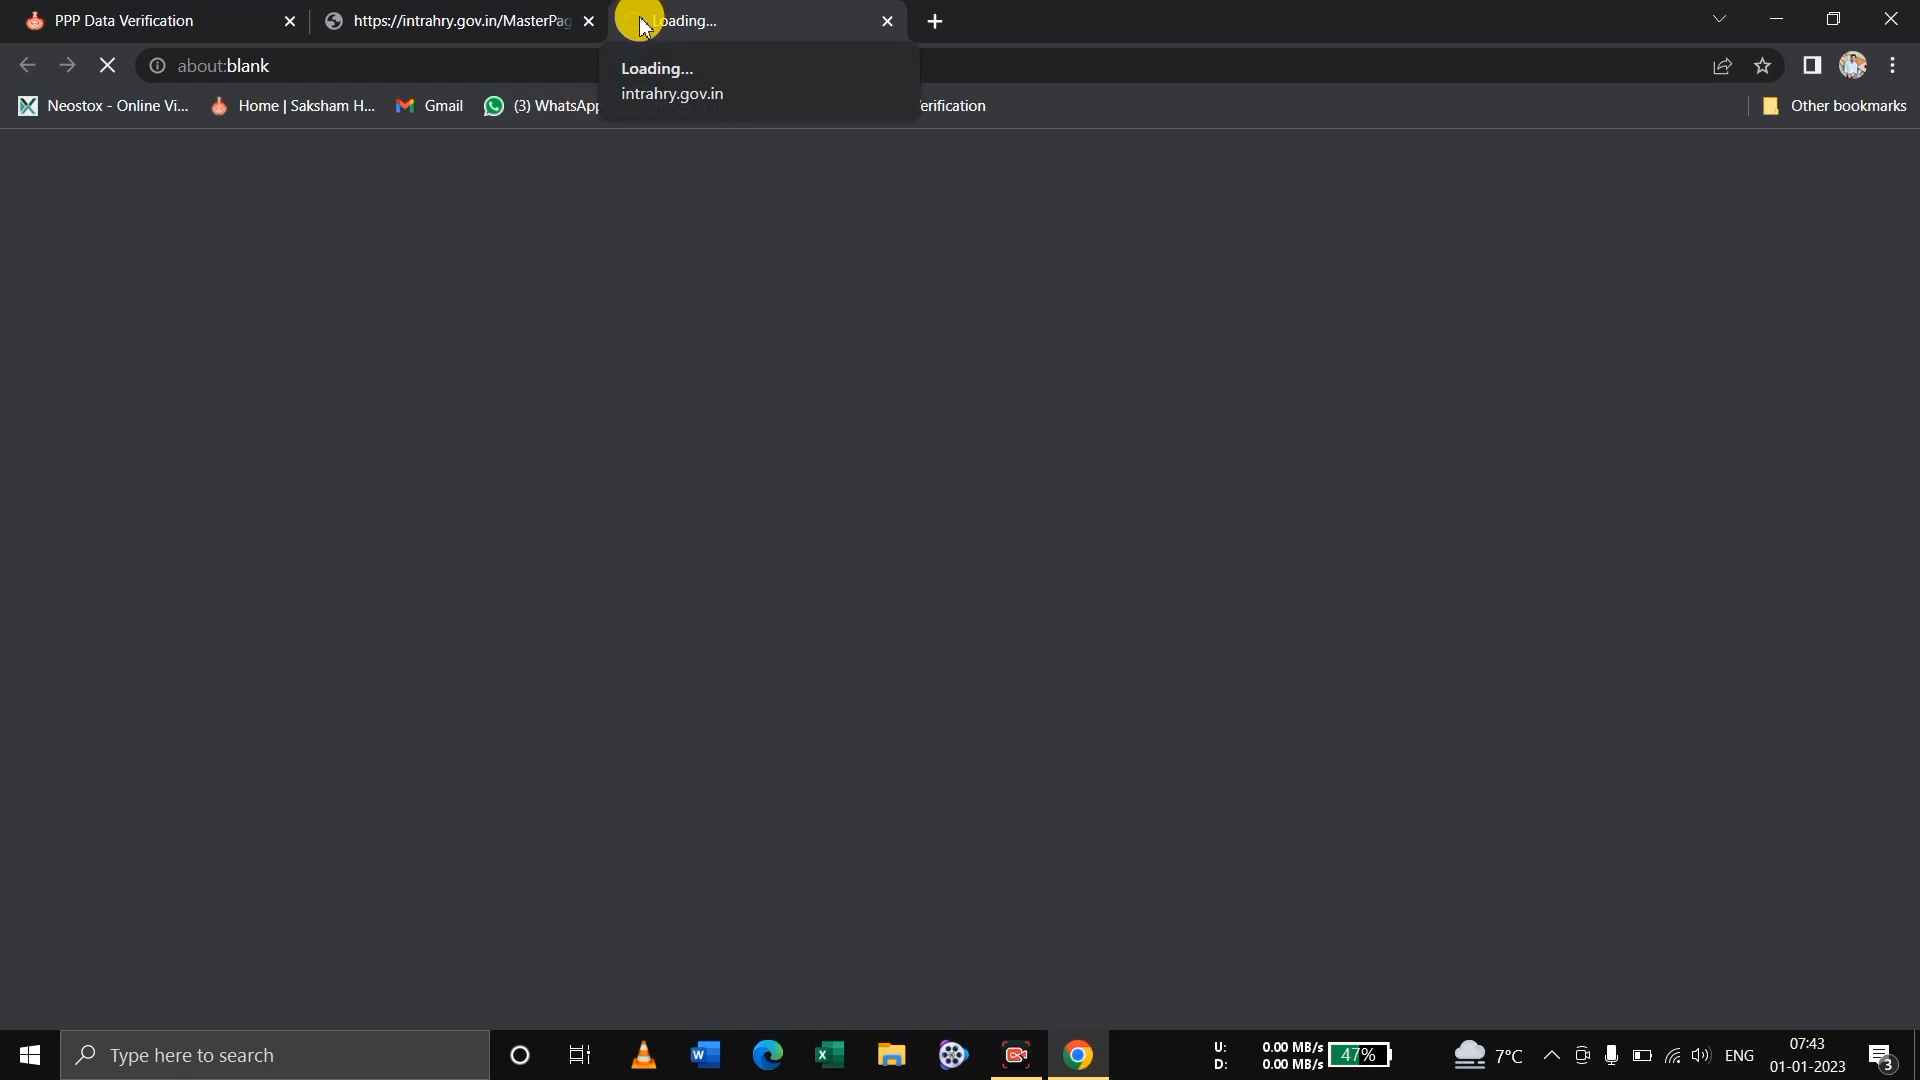 PPP Data Verification
https://intrahry.gov.in/MasterPag
Loading...
about:blank
Loading...
intrahry.gov.in
Neostox - Online Vi...
Home | Saksham H...
Gmail
(3) WhatsApp
erification
Other bookmarks
Type here to search
U: 0.00 MB/s
D: 0.00 MB/s
47%
7°C
ENG
07:43
01-01-2023
3